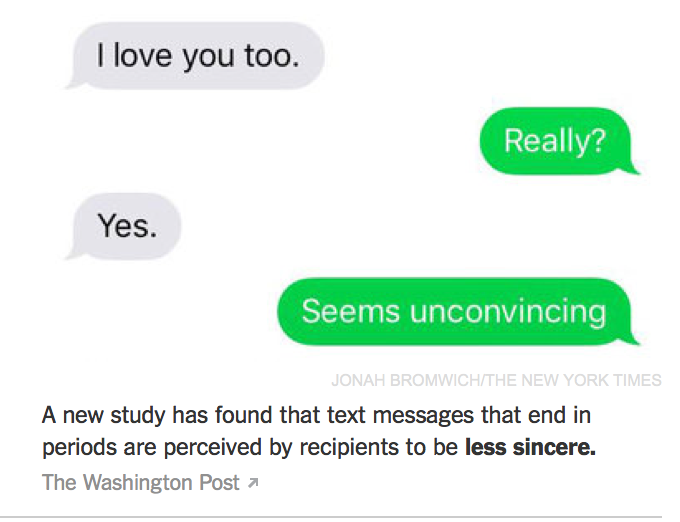 I love you too.
Really?
Yes.
Seems unconvincing
JONAH BROMWICH/THE NEW YORK TIMES
A new study has found that text messages that end in
periods are perceived by recipients to be less sincere.
The Washington Post ↗